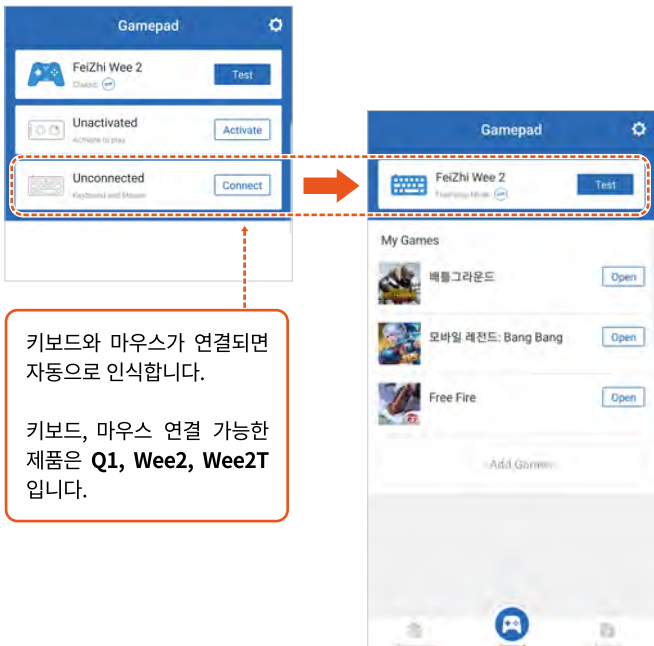 Gamepad
FeiZhi Wee 2
Test
Unactivated
Activate to play
Activate
Unconnected
Keyboard and Mouse
Connect
키보드와 마우스가 연결되면
자동으로 인식합니다.
키보드, 마우스 연결 가능한
제품은 Q1, Wee2, Wee2T
입니다.
Gamepad
FeiZhi Wee 2
Test
My Games
배틀그라운드
Open
모바일 레전드: Bang Bang
Open
Free Fire
Open
Add Games